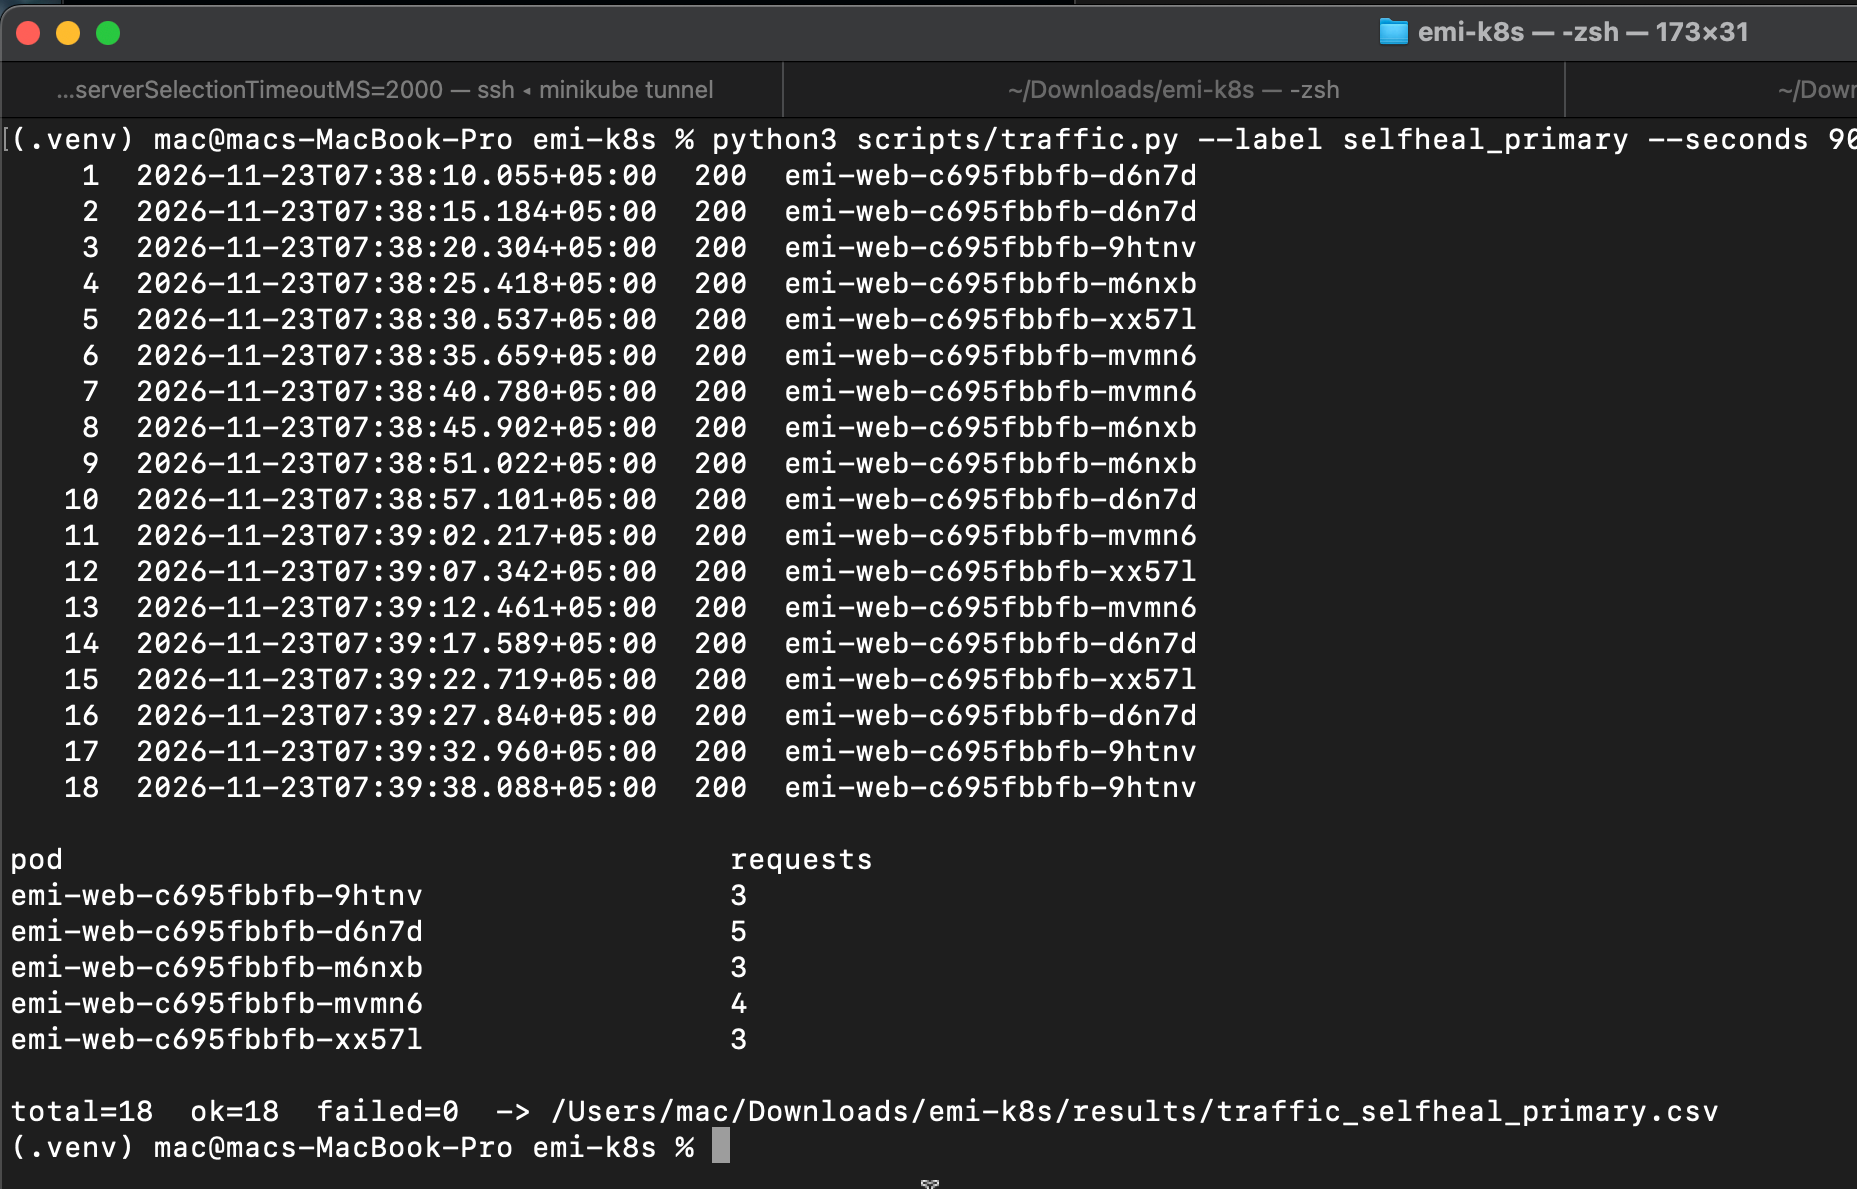 emi-k8s — -zsh — 173×31
...serverSelectionTimeoutMS=2000 — ssh ◂ minikube tunnel
~/Downloads/emi-k8s — -zsh
~/Dow
[(.venv) mac@macs-MacBook-Pro emi-k8s % python3 scripts/traffic.py --label selfheal_primary --seconds 90
1 2026-11-23T07:38:10.055+05:00 200 emi-web-c695fbbfb-d6n7d
2 2026-11-23T07:38:15.184+05:00 200 emi-web-c695fbbfb-d6n7d
3 2026-11-23T07:38:20.304+05:00 200 emi-web-c695fbbfb-9htnv
4 2026-11-23T07:38:25.418+05:00 200 emi-web-c695fbbfb-m6nxb
5 2026-11-23T07:38:30.537+05:00 200 emi-web-c695fbbfb-xx57l
6 2026-11-23T07:38:35.659+05:00 200 emi-web-c695fbbfb-mvmn6
7 2026-11-23T07:38:40.780+05:00 200 emi-web-c695fbbfb-mvmn6
8 2026-11-23T07:38:45.902+05:00 200 emi-web-c695fbbfb-m6nxb
9 2026-11-23T07:38:51.022+05:00 200 emi-web-c695fbbfb-m6nxb
10 2026-11-23T07:38:57.101+05:00 200 emi-web-c695fbbfb-d6n7d
11 2026-11-23T07:39:02.217+05:00 200 emi-web-c695fbbfb-mvmn6
12 2026-11-23T07:39:07.342+05:00 200 emi-web-c695fbbfb-xx57l
13 2026-11-23T07:39:12.461+05:00 200 emi-web-c695fbbfb-mvmn6
14 2026-11-23T07:39:17.589+05:00 200 emi-web-c695fbbfb-d6n7d
15 2026-11-23T07:39:22.719+05:00 200 emi-web-c695fbbfb-xx57l
16 2026-11-23T07:39:27.840+05:00 200 emi-web-c695fbbfb-d6n7d
17 2026-11-23T07:39:32.960+05:00 200 emi-web-c695fbbfb-9htnv
18 2026-11-23T07:39:38.088+05:00 200 emi-web-c695fbbfb-9htnv
pod requests
emi-web-c695fbbfb-9htnv 3
emi-web-c695fbbfb-d6n7d 5
emi-web-c695fbbfb-m6nxb 3
emi-web-c695fbbfb-mvmn6 4
emi-web-c695fbbfb-xx57l 3
total=18 ok=18 failed=0 -> /Users/mac/Downloads/emi-k8s/results/traffic_selfheal_primary.csv
(.venv) mac@macs-MacBook-Pro emi-k8s %